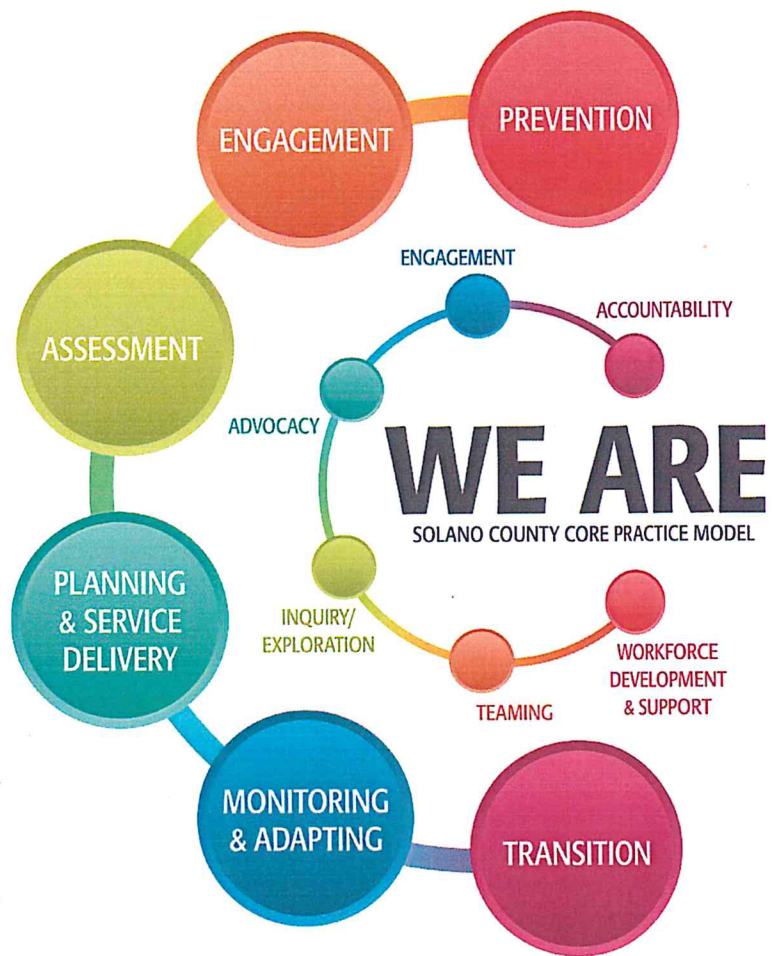 PREVENTION
ENGAGEMENT
ASSESSMENT
PLANNING
& SERVICE
DELIVERY
MONITORING
& ADAPTING
TRANSITION
ENGAGEMENT
ACCOUNTABILITY
ADVOCACY
WE ARE
SOLANO COUNTY CORE PRACTICE MODEL
INQUIRY/
EXPLORATION
TEAMING
WORKFORCE
DEVELOPMENT
& SUPPORT